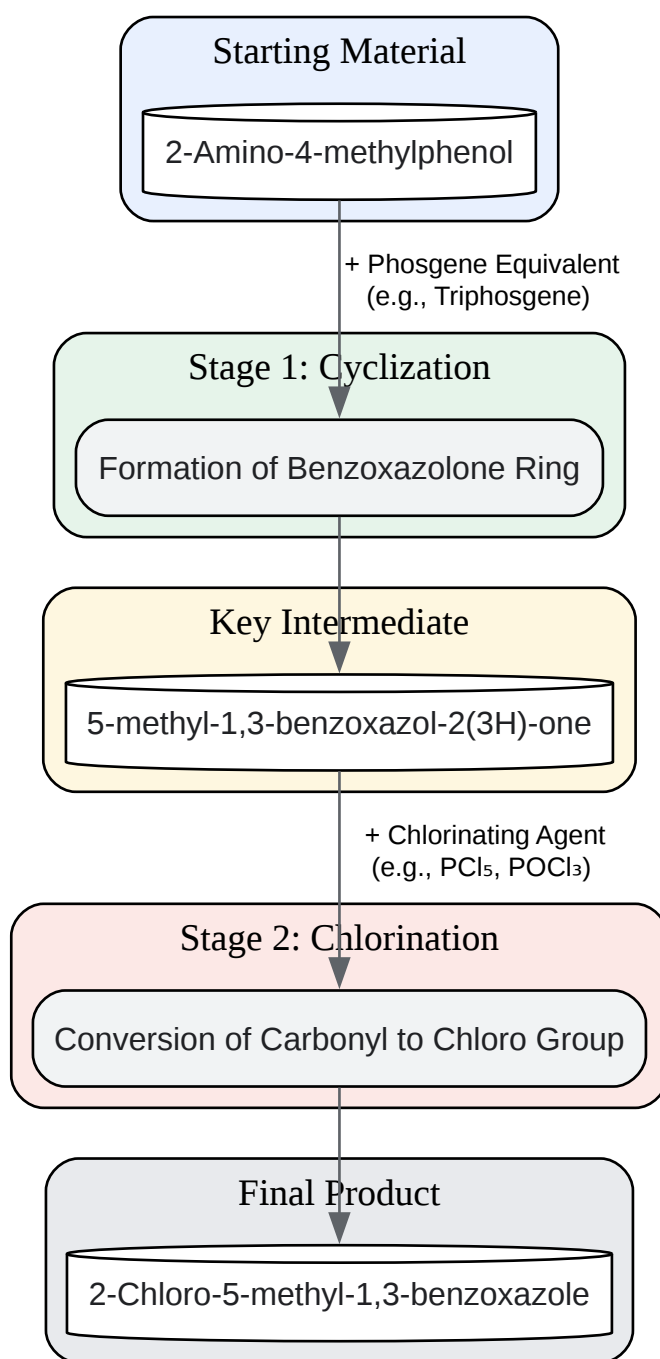 Starting Material
2-Amino-4-methylphenol
+ Phosgene Equivalent
(e.g., Triphosgene)
Stage 1: Cyclization
Formation of Benzoxazolone Ring
Key Intermediate
5-methyl-1,3-benzoxazol-2(3H)-one
+ Chlorinating Agent
(e.g., PCl₅, POCl₃)
Stage 2: Chlorination
Conversion of Carbonyl to Chloro Group
Final Product
2-Chloro-5-methyl-1,3-benzoxazole